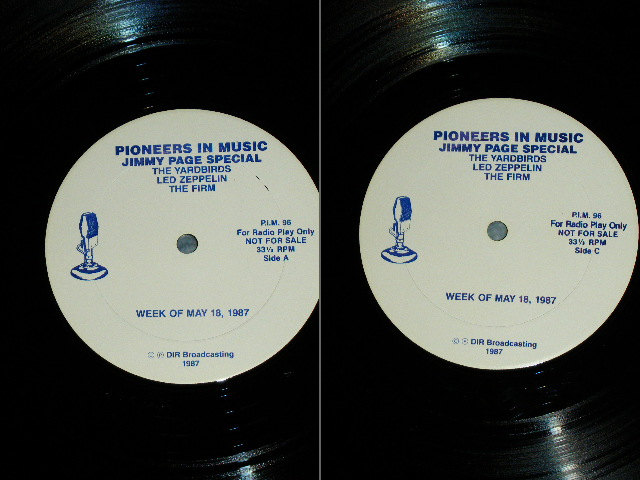 PIONEERS IN MUSIC
JIMMY PAGE SPECIAL
THE YARDBIRDS
LED ZEPPELIN
THE FIRM
P.I.M. 96
For Radio Play Only
NOT FOR SALE
33⅓ RPM
Side A
WEEK OF MAY 18, 1987
© ℗ DIR Broadcasting
1987
PIONEERS IN MUSIC
JIMMY PAGE SPECIAL
THE YARDBIRDS
LED ZEPPELIN
THE FIRM
P.I.M. 96
For Radio Play Only
NOT FOR SALE
33⅓ RPM
Side C
WEEK OF MAY 18, 1987
© ℗ DIR Broadcasting
1987